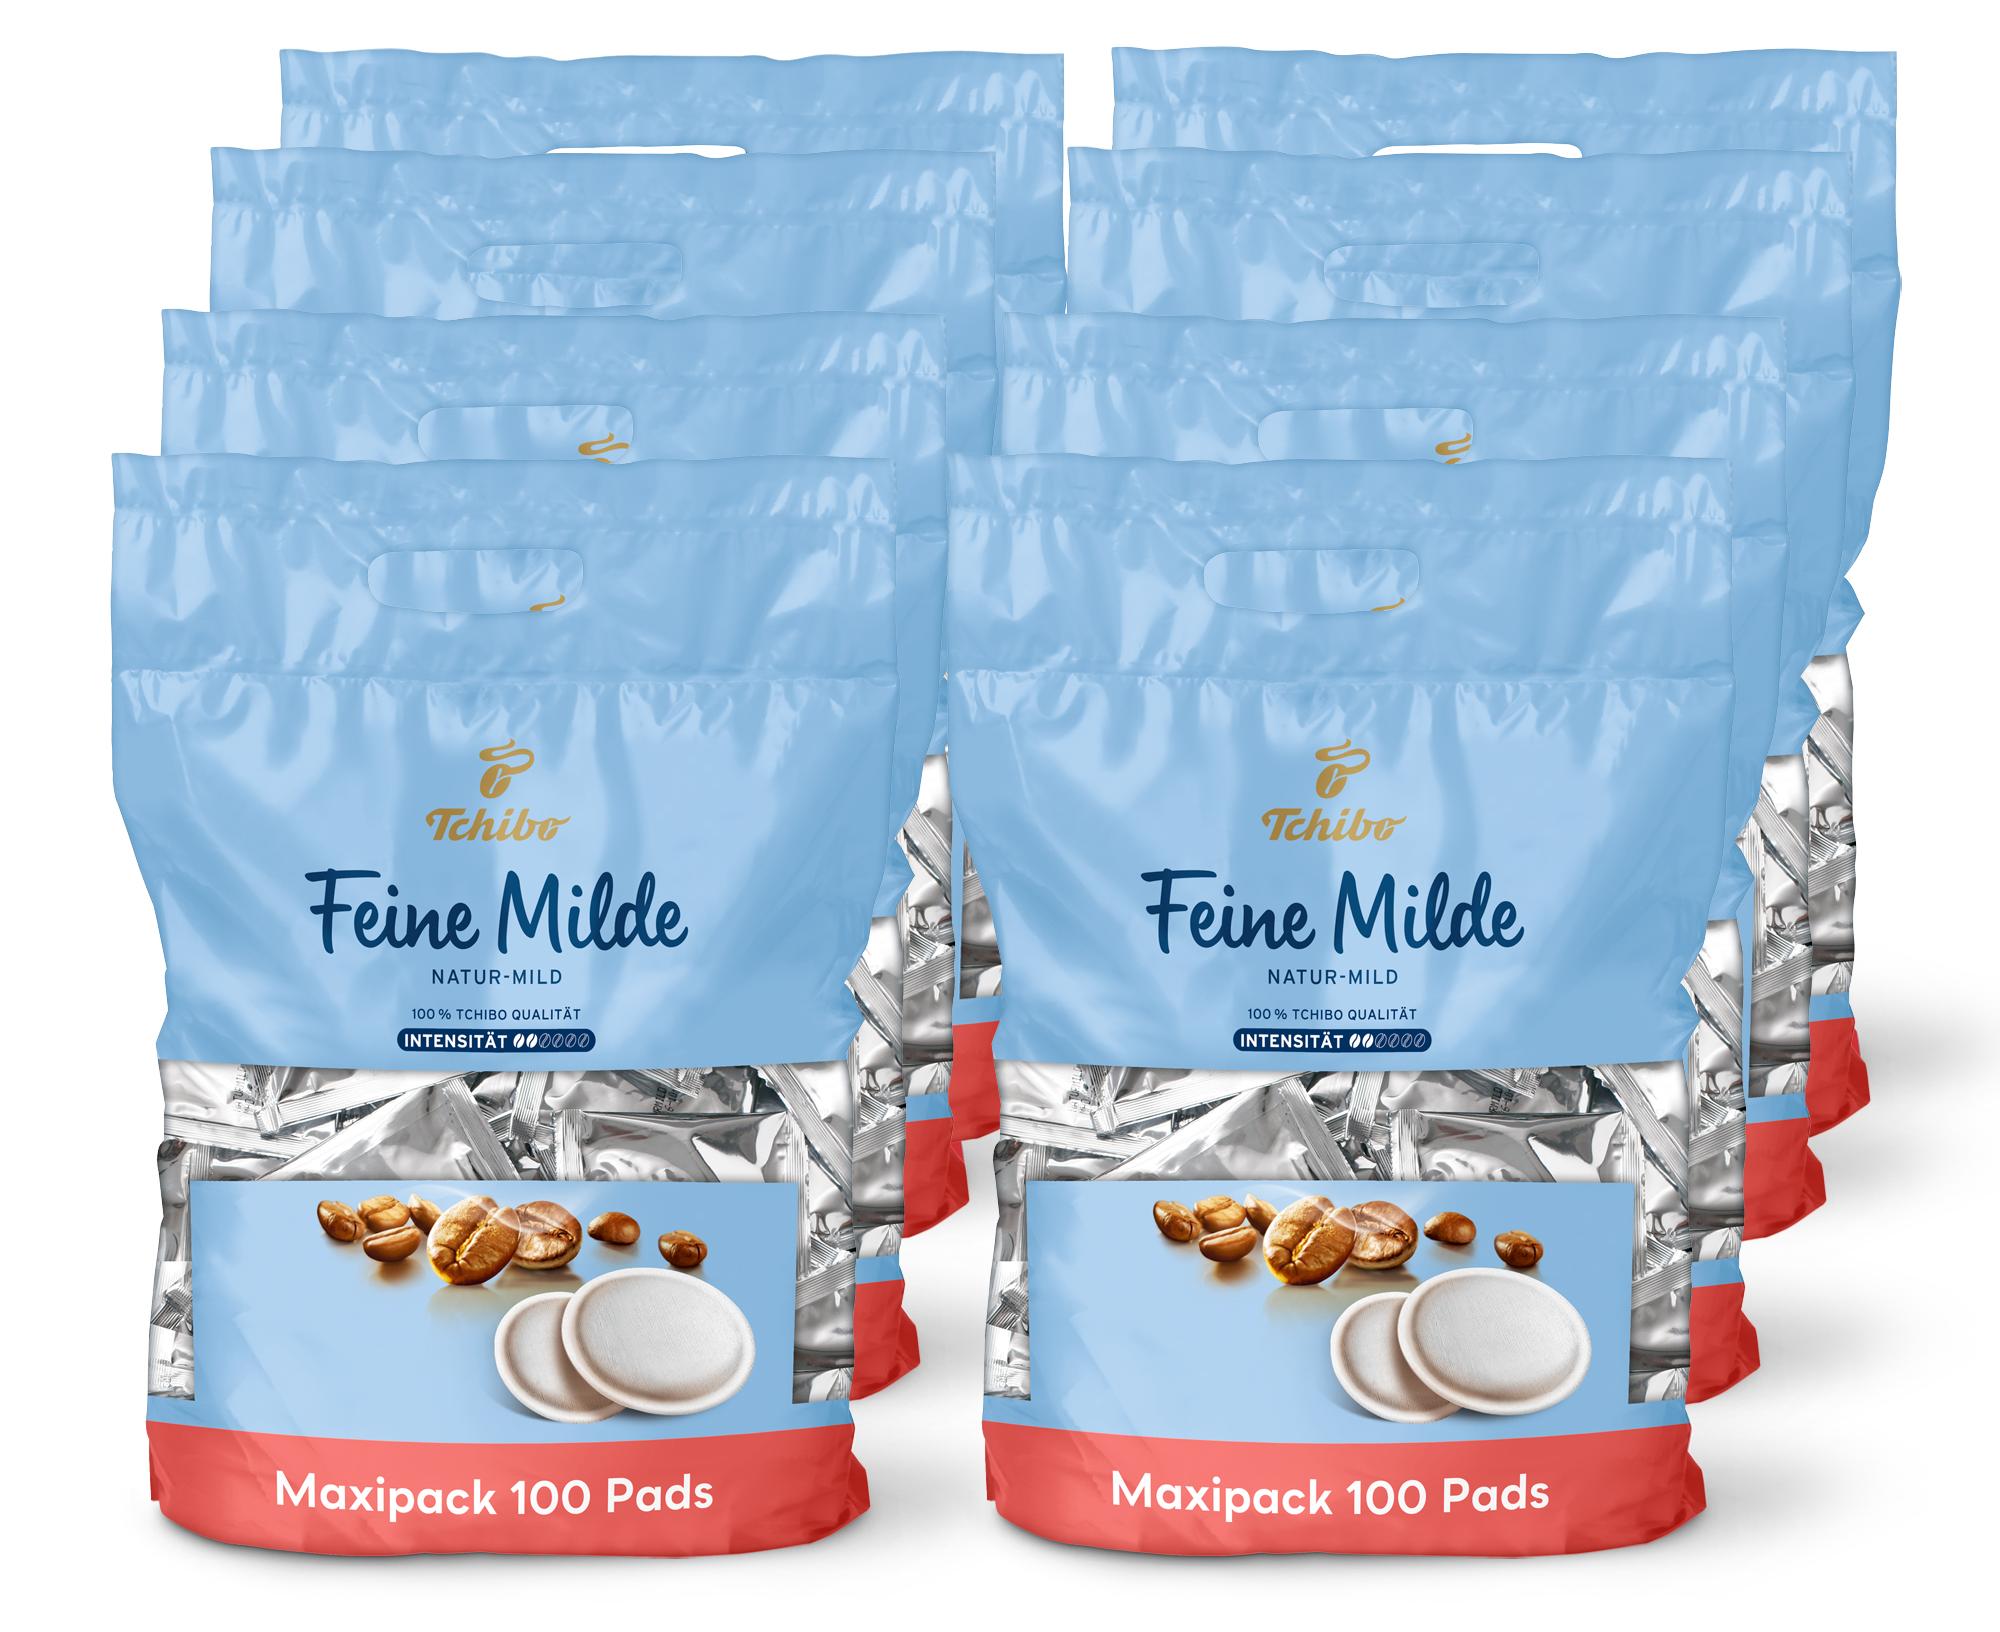 Tchibo
Feine Milde
NATUR-MILD
100 % TCHIBO QUALITÄT
INTENSITÄT
Maxipack 100 Pads
Tchibo
Feine Milde
NATUR-MILD
100 % TCHIBO QUALITÄT
INTENSITÄT
Maxipack 100 Pads